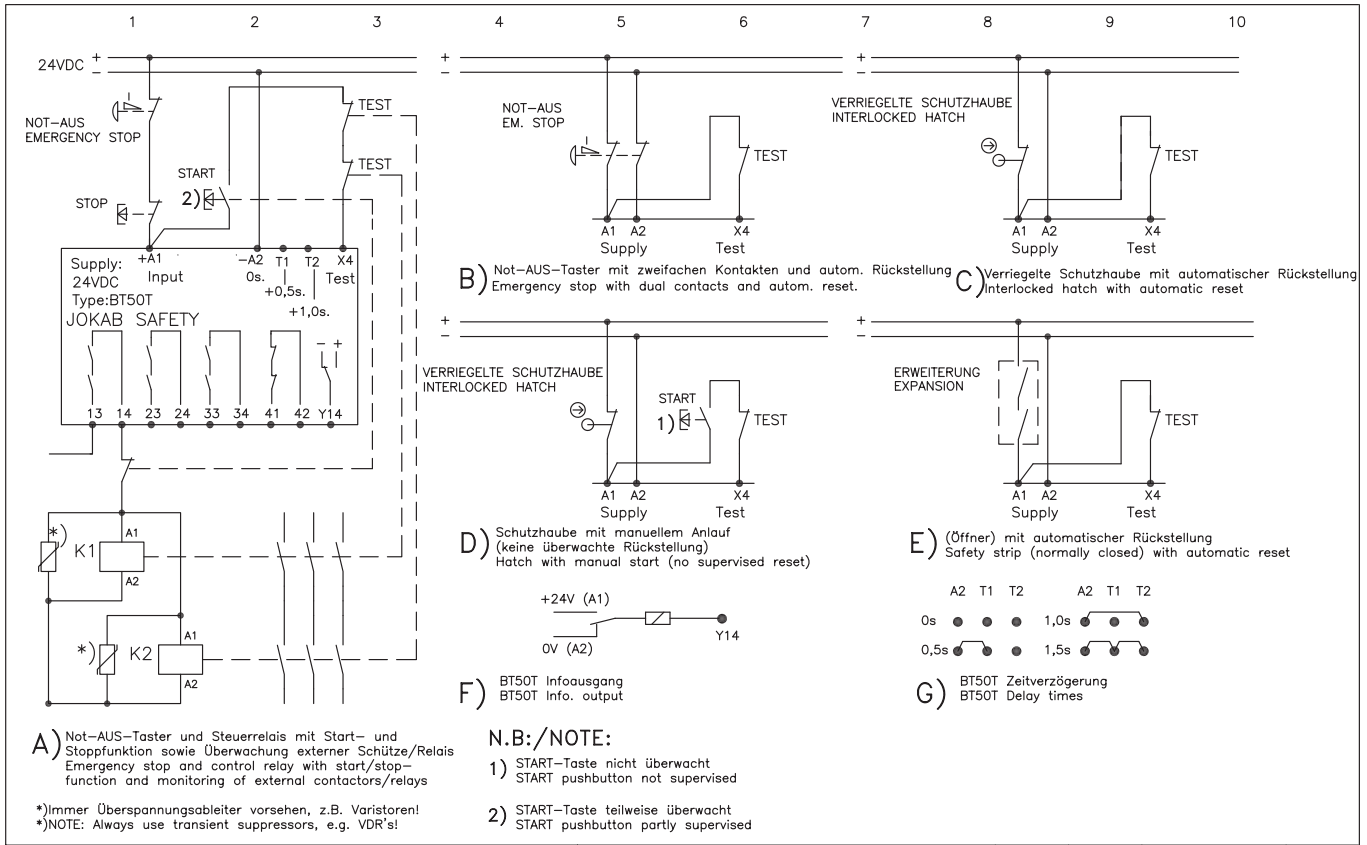 1 2 3 4 5 6 7 8 9 10
24VDC + −
NOT−AUS
EMERGENCY STOP
TEST
TEST
START
2)
STOP
+A1 −A2 T1 T2 X4
Input 0s. Test
+0,5s.
+1,0s.
Supply:
24VDC
Type:BT50T
JOKAB SAFETY
− +
13 14 23 24 33 34 41 42 Y14
*) K1 A1
A2
*) K2 A1
A2
A) Not−AUS−Taster und Steuerrelais mit Start− und
Stoppfunktion sowie Überwachung externer Schütze/Relais
Emergency stop and control relay with start/stop−
function and monitoring of external contactors/relays
*)Immer Überspannungsableiter vorsehen, z.B. Varistoren!
*)NOTE: Always use transient suppressors, e.g. VDR's!
+
−
NOT−AUS
EM. STOP
TEST
A1 A2 X4
Supply Test
B) Not−AUS−Taster mit zweifachen Kontakten und autom. Rückstellung
Emergency stop with dual contacts and autom. reset.
+
−
VERRIEGELTE SCHUTZHAUBE
INTERLOCKED HATCH
TEST
A1 A2 X4
Supply Test
C) Verriegelte Schutzhaube mit automatischer Rückstellung
Interlocked hatch with automatic reset
+
−
VERRIEGELTE SCHUTZHAUBE
INTERLOCKED HATCH
START
1)
TEST
A1 A2 X4
Supply Test
D) Schutzhaube mit manuellem Anlauf
(keine überwachte Rückstellung)
Hatch with manual start (no supervised reset)
+
−
ERWEITERUNG
EXPANSION
TEST
A1 A2 X4
Supply Test
E) (Öffner) mit automatischer Rückstellung
Safety strip (normally closed) with automatic reset
+24V (A1)
0V (A2)
Y14
F) BT50T Infoausgang
BT50T Info. output
A2 T1 T2 A2 T1 T2
0s 1,0s
0,5s 1,5s
G) BT50T Zeitverzögerung
BT50T Delay times
N.B:/NOTE:
1) START−Taste nicht überwacht
START pushbutton not supervised
2) START−Taste teilweise überwacht
START pushbutton partly supervised